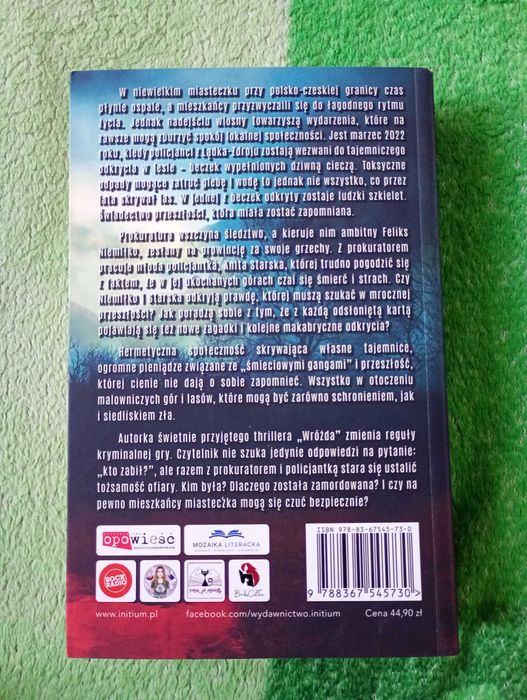 W niewielkim miasteczku przy polsko-czeskiej granicy czas
płynie ospale, a mieszkańcy przyzwyczaili się do łagodnego rytmu
życia. Jednak nadejściu wiosny towarzyszą wydarzenia, które na
zawsze mogą zburzyć spokój lokalnej społeczności. Jest marzec 2022
roku, kiedy policjanci z Lądka-Zdroju zostają wezwani do tajemniczego
odkrycia w lesie – beczek wypełnionych dziwną cieczą. Toksyczne
odpady mogące zatruć glebę i wodę to jednak nie wszystko, co przez
lata skrywał las. W jednej z beczek odkryty zostaje ludzki szkielet.
Świadectwo przeszłości, która miała zostać zapomniana.
Prokuratura wszczyna śledztwo, a kieruje nim ambitny Feliks
Niemiłko, zesłany na prowincję za swoje grzechy. Z prokuratorem
pracuje młoda policjantka, Anita Starska, której trudno pogodzić się
z faktem, że w jej ukochanych górach czai się śmierć i strach. Czy
Niemiłko i Starska odkryją prawdę, której muszą szukać w mrocznej
przeszłości? Jak poradzą sobie z tym, że z każdą odsłoniętą kartą
pojawiają się też nowe zagadki i kolejne makabryczne odkrycia?
Hermetyczna społeczność skrywająca własne tajemnice,
ogromne pieniądze związane ze „śmieciowymi gangami” i przeszłość,
której cienie nie dają o sobie zapomnieć. Wszystko w otoczeniu
malowniczych gór i lasów, które mogą być zarówno schronieniem, jak
i siedliskiem zła.
Autorka świetnie przyjętego thrillera „Wróżda” zmienia reguły
kryminalnej gry. Czytelnik nie szuka jedynie odpowiedzi na pytanie:
„kto zabił?”, ale razem z prokuratorem i policjantką stara się ustalić
tożsamość ofiary. Kim była? Dlaczego została zamordowana? I czy na
pewno mieszkańcy miasteczka mogą się czuć bezpiecznie?
opowieść
MOZAIKA LITERACKA
ROCK
RADIO
ISBN 978-83-67545-73-0
9 788367 545730 >
www.initium.pl
facebook.com/wydawnictwo.initium
Cena 44,90 zł